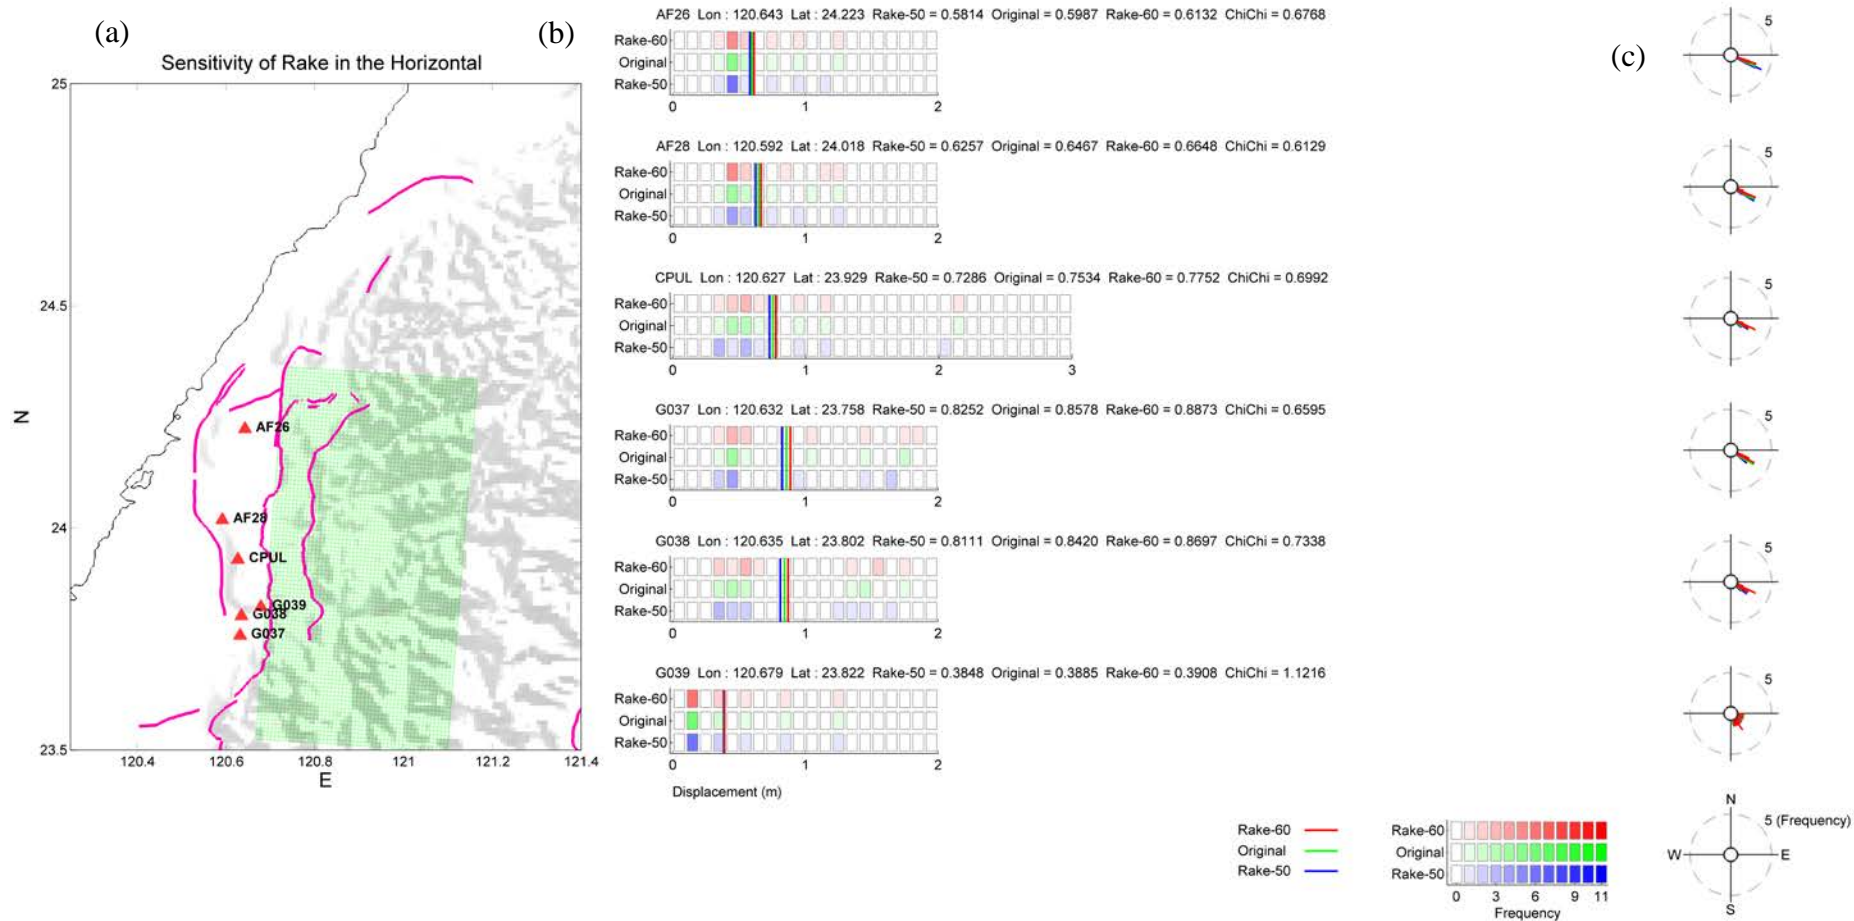 (a)
Sensitivity of Rake in the Horizontal
25
24.5
24
23.5
N
120.4 120.6 120.8 121 121.2 121.4
E
AF26
AF28
CPUL
G039
G038
G037
(b)
AF26 Lon : 120.643 Lat : 24.223 Rake-50 = 0.5814 Original = 0.5987 Rake-60 = 0.6132 ChiChi = 0.6768
Rake-60
Original
Rake-50
0 1 2
AF28 Lon : 120.592 Lat : 24.018 Rake-50 = 0.6257 Original = 0.6467 Rake-60 = 0.6648 ChiChi = 0.6129
Rake-60
Original
Rake-50
0 1 2
CPUL Lon : 120.627 Lat : 23.929 Rake-50 = 0.7286 Original = 0.7534 Rake-60 = 0.7752 ChiChi = 0.6992
Rake-60
Original
Rake-50
0 1 2 3
G037 Lon : 120.632 Lat : 23.758 Rake-50 = 0.8252 Original = 0.8578 Rake-60 = 0.8873 ChiChi = 0.6595
Rake-60
Original
Rake-50
0 1 2
G038 Lon : 120.635 Lat : 23.802 Rake-50 = 0.8111 Original = 0.8420 Rake-60 = 0.8697 ChiChi = 0.7338
Rake-60
Original
Rake-50
0 1 2
G039 Lon : 120.679 Lat : 23.822 Rake-50 = 0.3848 Original = 0.3885 Rake-60 = 0.3908 ChiChi = 1.1216
Rake-60
Original
Rake-50
0 1 2
Displacement (m)
Rake-60
Original
Rake-50
Rake-60
Original
Rake-50
0 3 6 9 11
Frequency
(c)
5
5
5
5
5
5
N
5 (Frequency)
W E
S